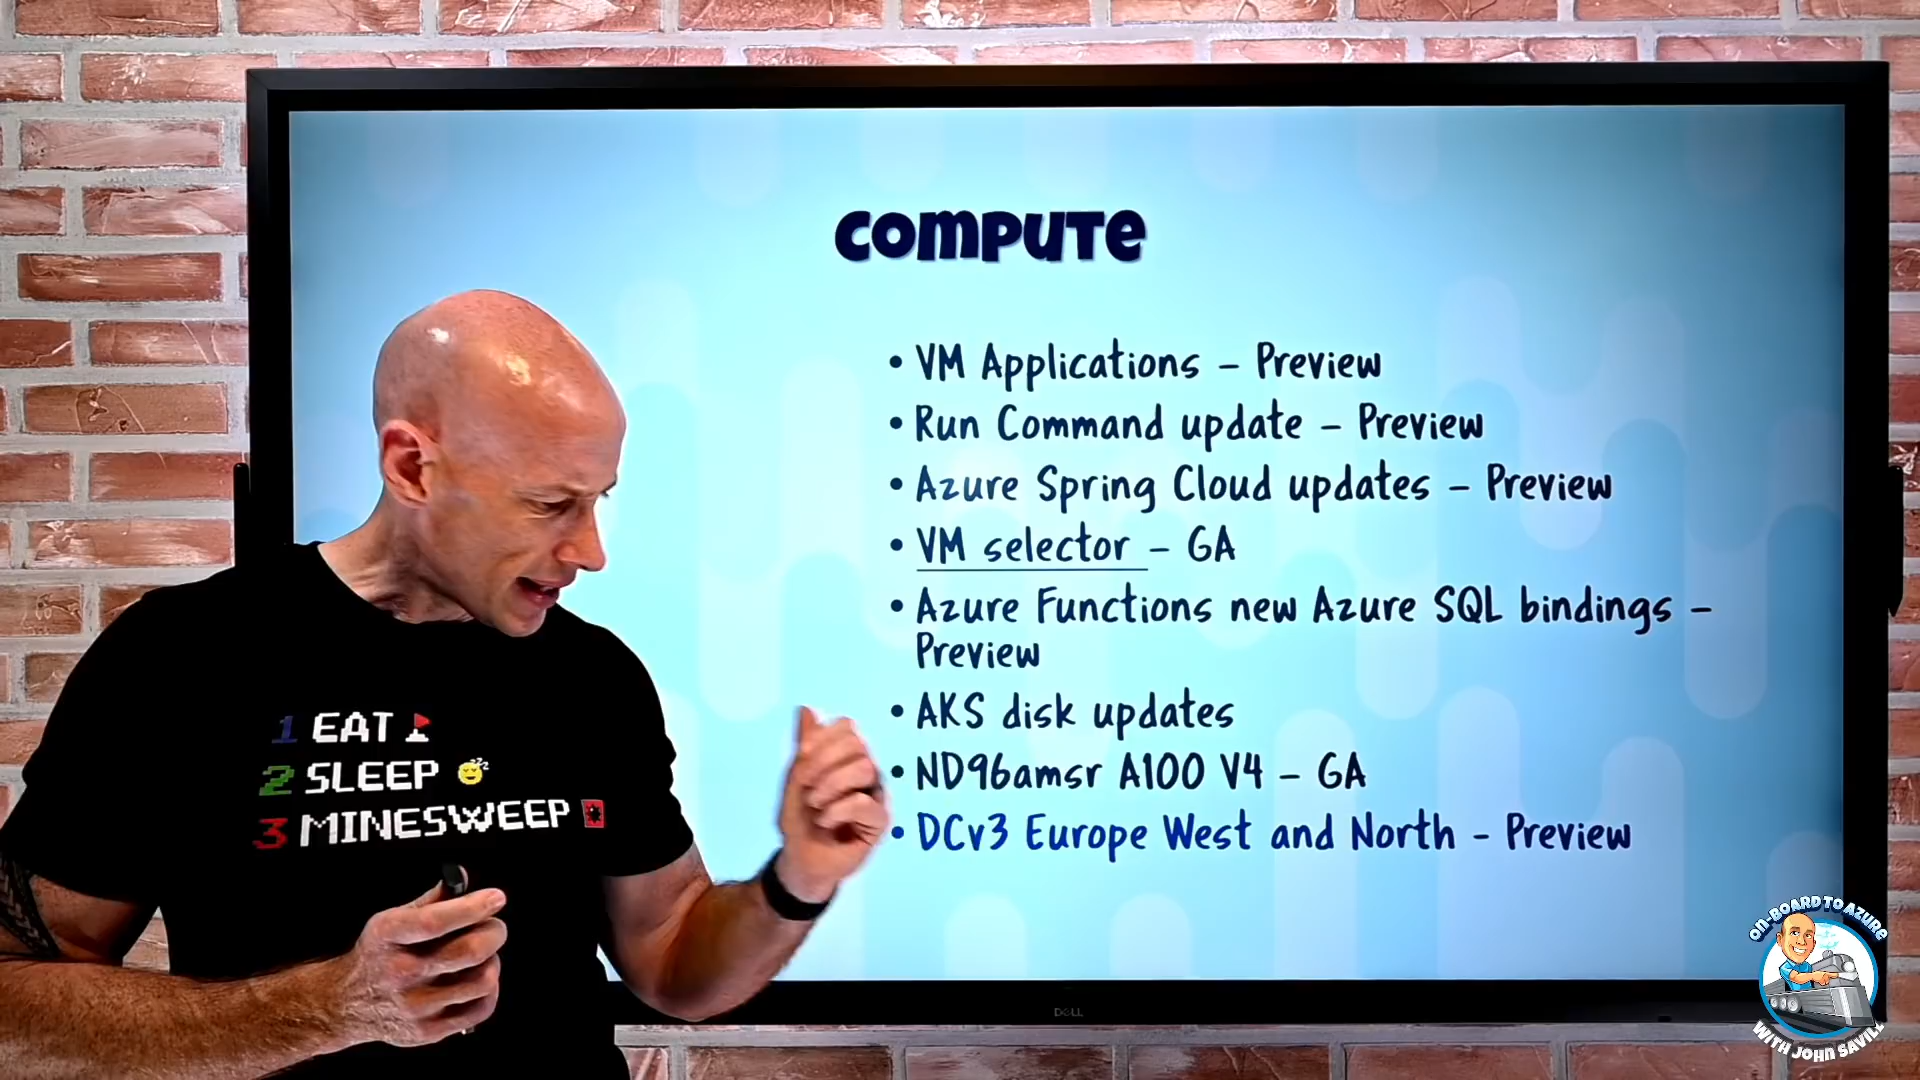 COMPUTE
• VM Applications – Preview
• Run Command update – Preview
• Azure Spring Cloud updates – Preview
• VM selector – GA
• Azure Functions new Azure SQL bindings –
Preview
• AKS disk updates
• ND96amsr A100 V4 – GA
• DCv3 Europe West and North - Preview
1 EAT
2 SLEEP
3 MINESWEEP
DELL
ON-BOARD TO AZURE
WITH JOHN SAVILL